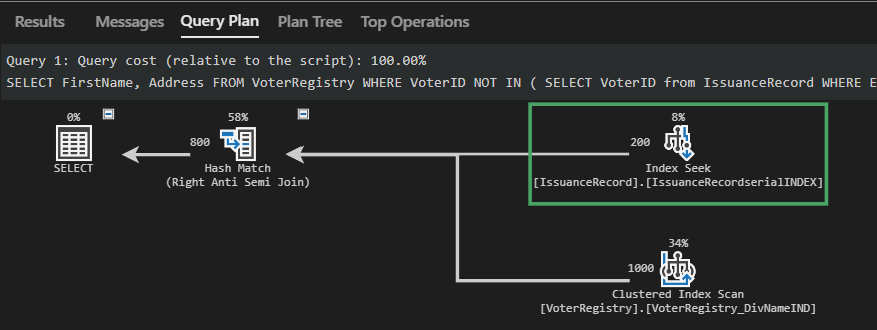 Results Messages Query Plan Plan Tree Top Operations
Query 1: Query cost (relative to the script): 100.00%
SELECT FirstName, Address FROM VoterRegistry WHERE VoterID NOT IN ( SELECT VoterID from IssuanceRecord WHERE E
0%
SELECT
800
58%
Hash Match
(Right Anti Semi Join)
200
8%
Index Seek
[IssuanceRecord].[IssuanceRecordserialINDEX]
1000
34%
Clustered Index Scan
[VoterRegistry].[VoterRegistry_DivNameIND]